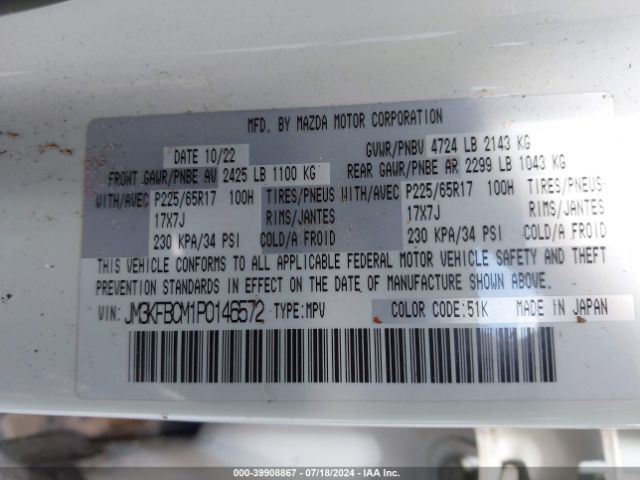 MFD. BY MAZDA MOTOR CORPORATION
DATE 10/22 GVWR/PNBV 4724 LB 2143 KG
FRONT GAWR/PNBE AV 2425 LB 1100 KG REAR GAWR/PNBE AR 2299 LB 1043 KG
WITH/AVEC P225/65R17 100H TIRES/PNEUS WITH/AVEC P225/65R17 100H TIRES/PNEUS
17X7J RIMS/JANTES 17X7J RIMS/JANTES
230 KPA/34 PSI COLD/A FROID 230 KPA/34 PSI COLD/A FROID
THIS VEHICLE CONFORMS TO ALL APPLICABLE FEDERAL MOTOR VEHICLE SAFETY AND THEFT
PREVENTION STANDARDS IN EFFECT ON THE DATE OF MANUFACTURE SHOWN ABOVE.
VIN: JM3KFBCM1P0146572 TYPE: MPV COLOR CODE: 51K MADE IN JAPAN
000-39908867 - 07/18/2024 - IAA Inc.